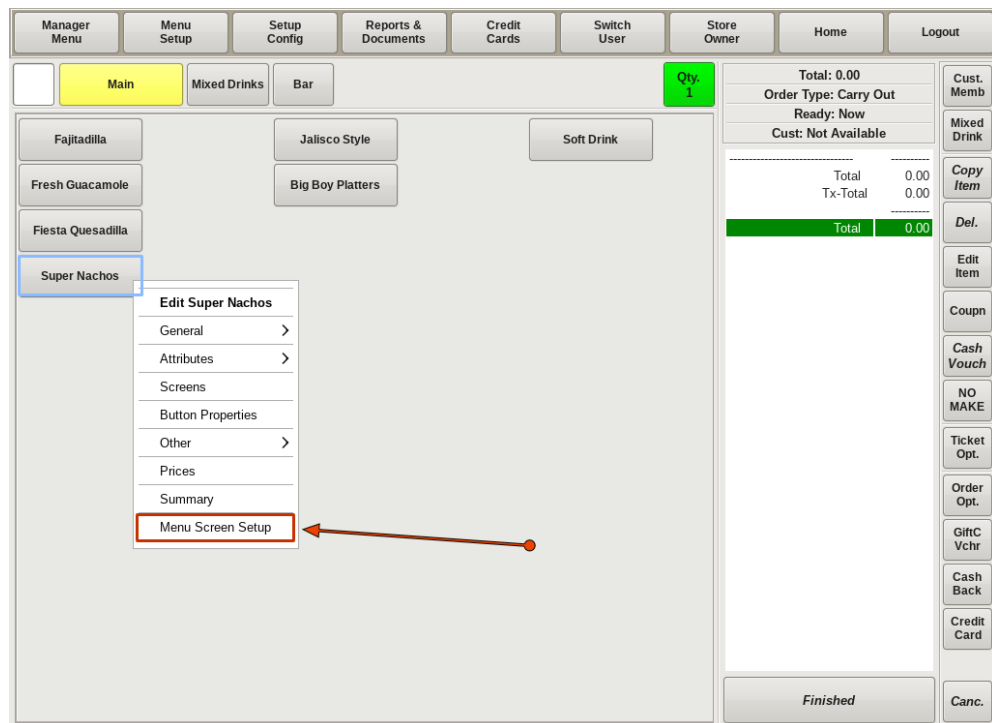 Manager Menu
Menu Setup
Setup Config
Reports & Documents
Credit Cards
Switch User
Store Owner
Home
Logout
Main
Mixed Drinks
Bar
Qty. 1
Total: 0.00
Order Type: Carry Out
Ready: Now
Cust: Not Available
Fajitadilla
Jalisco Style
Soft Drink
Fresh Guacamole
Big Boy Platters
Fiesta Quesadilla
Super Nachos
Edit Super Nachos
General
Attributes
Screens
Button Properties
Other
Prices
Summary
Menu Screen Setup
------------------------------- ----------
Total 0.00
Tx-Total 0.00
----------
Total 0.00
Finished
Cust. Memb
Mixed Drink
Copy Item
Del.
Edit Item
Coupn
Cash Vouch
NO MAKE
Ticket Opt.
Order Opt.
GiftC Vchr
Cash Back
Credit Card
Canc.